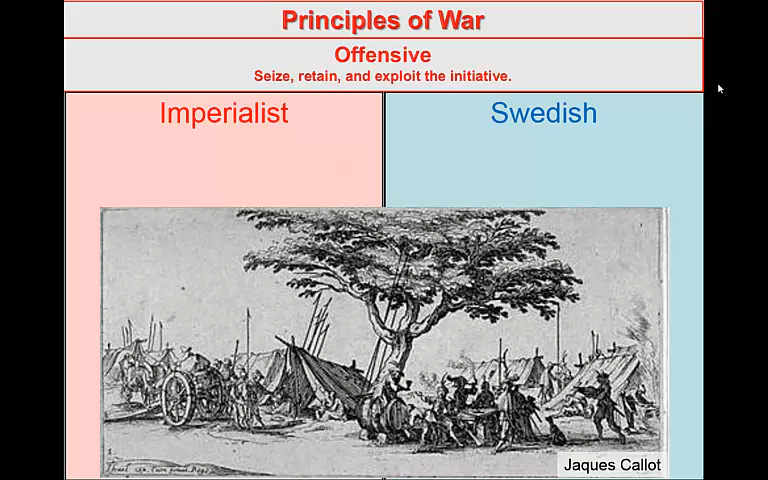 Principles of War
Offensive
Seize, retain, and exploit the initiative.
Imperialist
Swedish
Jaques Callot